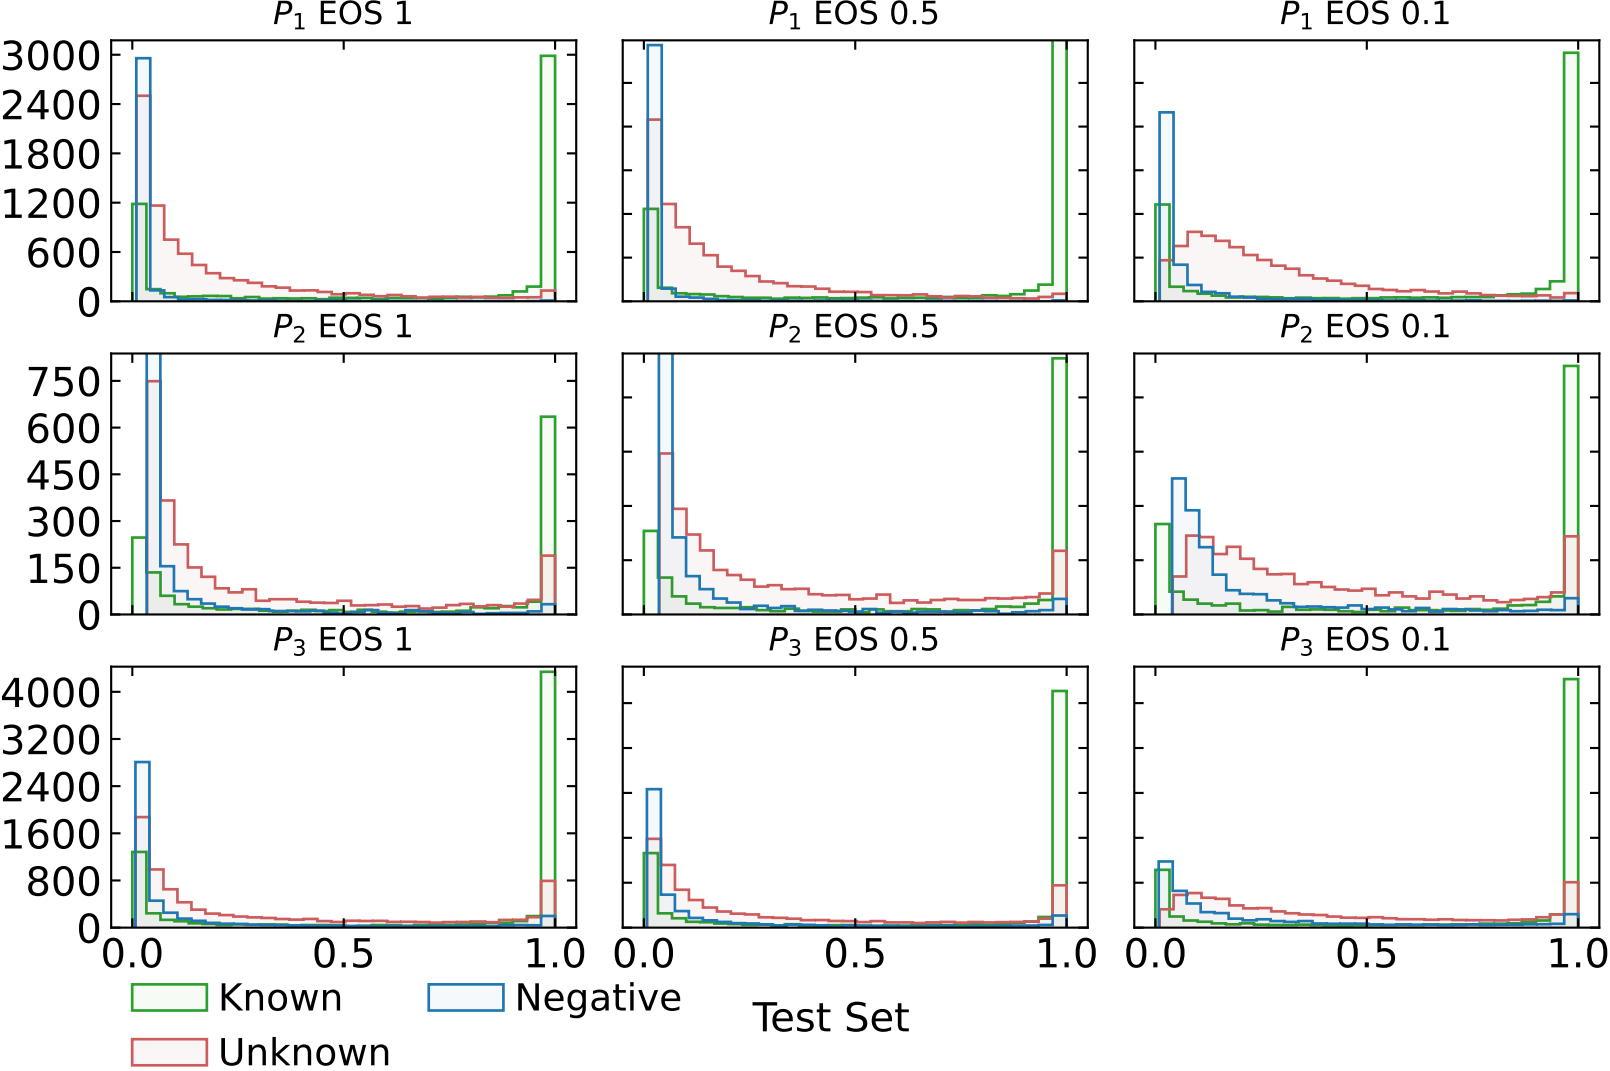 P₁ EOS 1 P₁ EOS 0.5 P₁ EOS 0.1
3000
2400
1800
1200
600
0
P₂ EOS 1 P₂ EOS 0.5 P₂ EOS 0.1
750
600
450
300
150
0
P₃ EOS 1 P₃ EOS 0.5 P₃ EOS 0.1
4000
3200
2400
1600
800
0
0.0 0.5 1.0 0.0 0.5 1.0 0.0 0.5 1.0
Known Negative
Test Set
Unknown